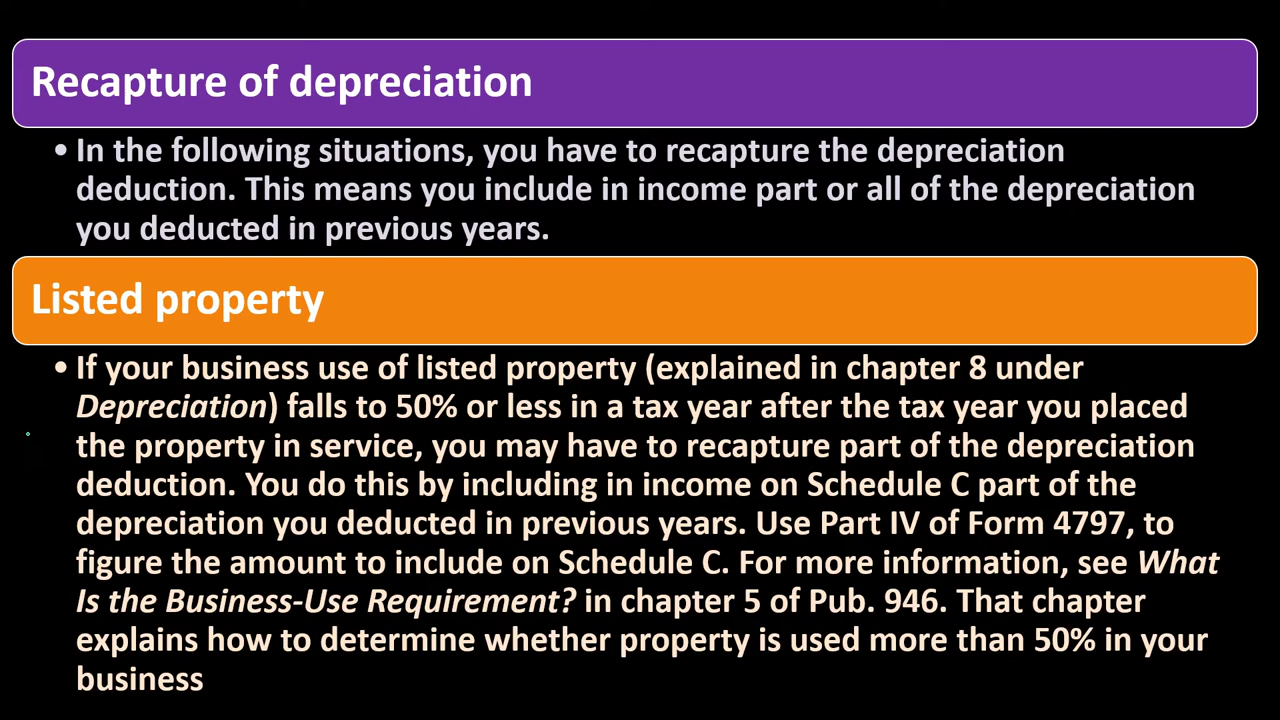 Recapture of depreciation
• In the following situations, you have to recapture the depreciation
deduction. This means you include in income part or all of the depreciation
you deducted in previous years.
Listed property
• If your business use of listed property (explained in chapter 8 under
Depreciation) falls to 50% or less in a tax year after the tax year you placed
the property in service, you may have to recapture part of the depreciation
deduction. You do this by including in income on Schedule C part of the
depreciation you deducted in previous years. Use Part IV of Form 4797, to
figure the amount to include on Schedule C. For more information, see What
Is the Business-Use Requirement? in chapter 5 of Pub. 946. That chapter
explains how to determine whether property is used more than 50% in your
business